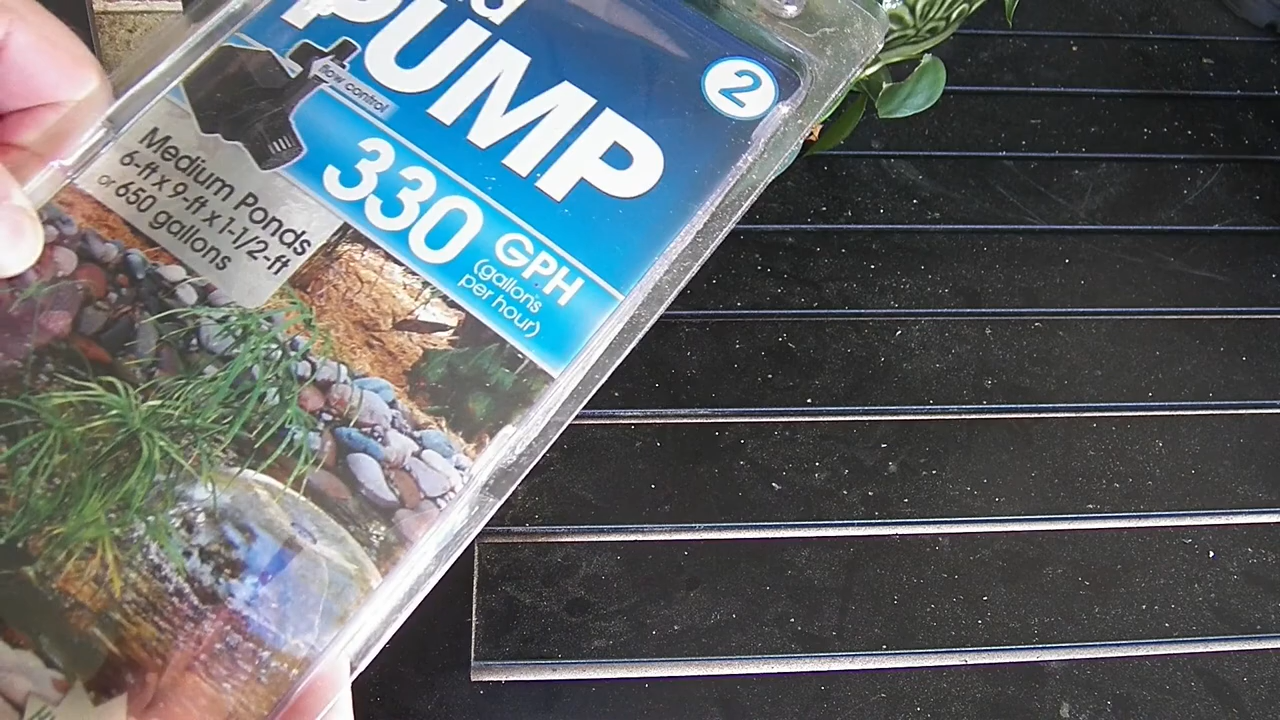 PUMP
2
flow control
330
GPH
(gallons
per hour)
Medium Ponds
6-ft x 9-ft x 1-1/2-ft
or 650 gallons